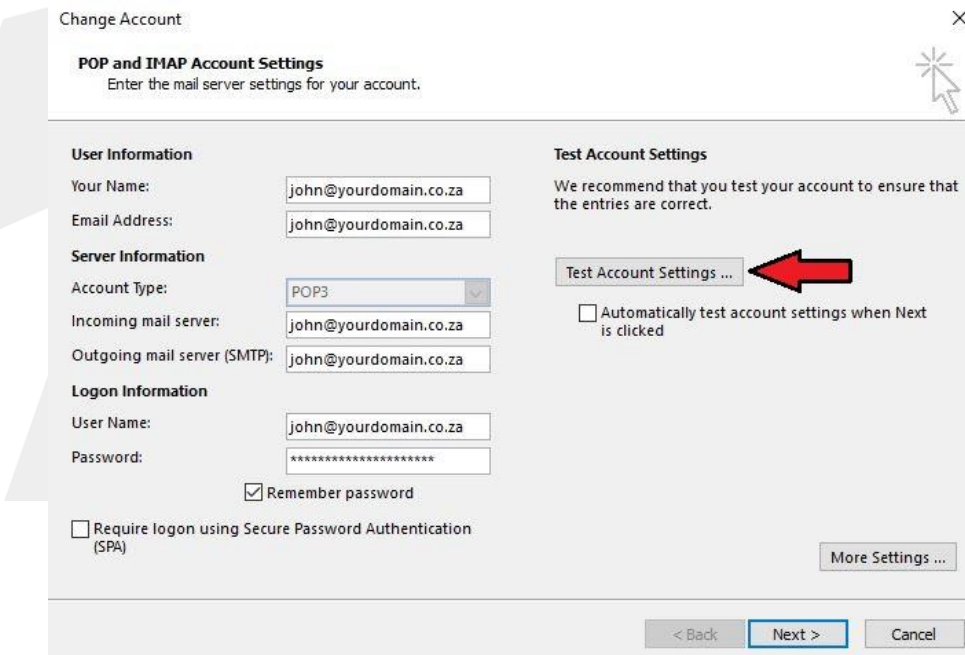 Change Account
POP and IMAP Account Settings
Enter the mail server settings for your account.
User Information
Your Name:
john@yourdomain.co.za
Email Address:
john@yourdomain.co.za
Server Information
Account Type:
POP3
Incoming mail server:
john@yourdomain.co.za
Outgoing mail server (SMTP):
john@yourdomain.co.za
Logon Information
User Name:
john@yourdomain.co.za
Password:
*********************
Remember password
Require logon using Secure Password Authentication
(SPA)
Test Account Settings
We recommend that you test your account to ensure that
the entries are correct.
Test Account Settings ...
Automatically test account settings when Next
is clicked
More Settings ...
< Back
Next >
Cancel